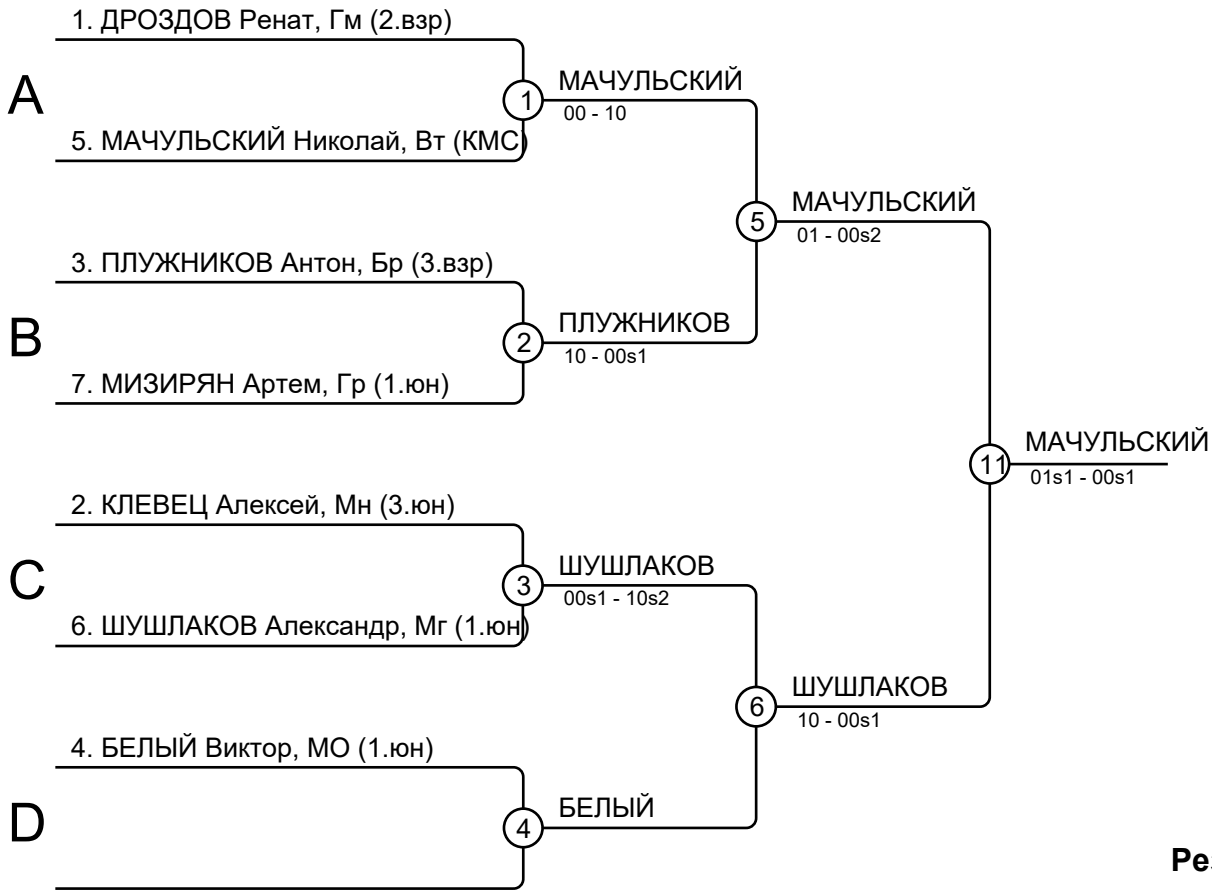 1. ДРОЗДОВ Ренат, Гм (2.взр)
A
1
МАЧУЛЬСКИЙ
00 - 10
5. МАЧУЛЬСКИЙ Николай, Вт (КМС)
5
МАЧУЛЬСКИЙ
01 - 00s2
3. ПЛУЖНИКОВ Антон, Бр (3.взр)
B
2
ПЛУЖНИКОВ
10 - 00s1
7. МИЗИРЯН Артем, Гр (1.юн)
11
МАЧУЛЬСКИЙ
01s1 - 00s1
2. КЛЕВЕЦ Алексей, Мн (3.юн)
C
3
ШУШЛАКОВ
00s1 - 10s2
6. ШУШЛАКОВ Александр, Мг (1.юн)
6
ШУШЛАКОВ
10 - 00s1
4. БЕЛЫЙ Виктор, МО (1.юн)
D
4
БЕЛЫЙ